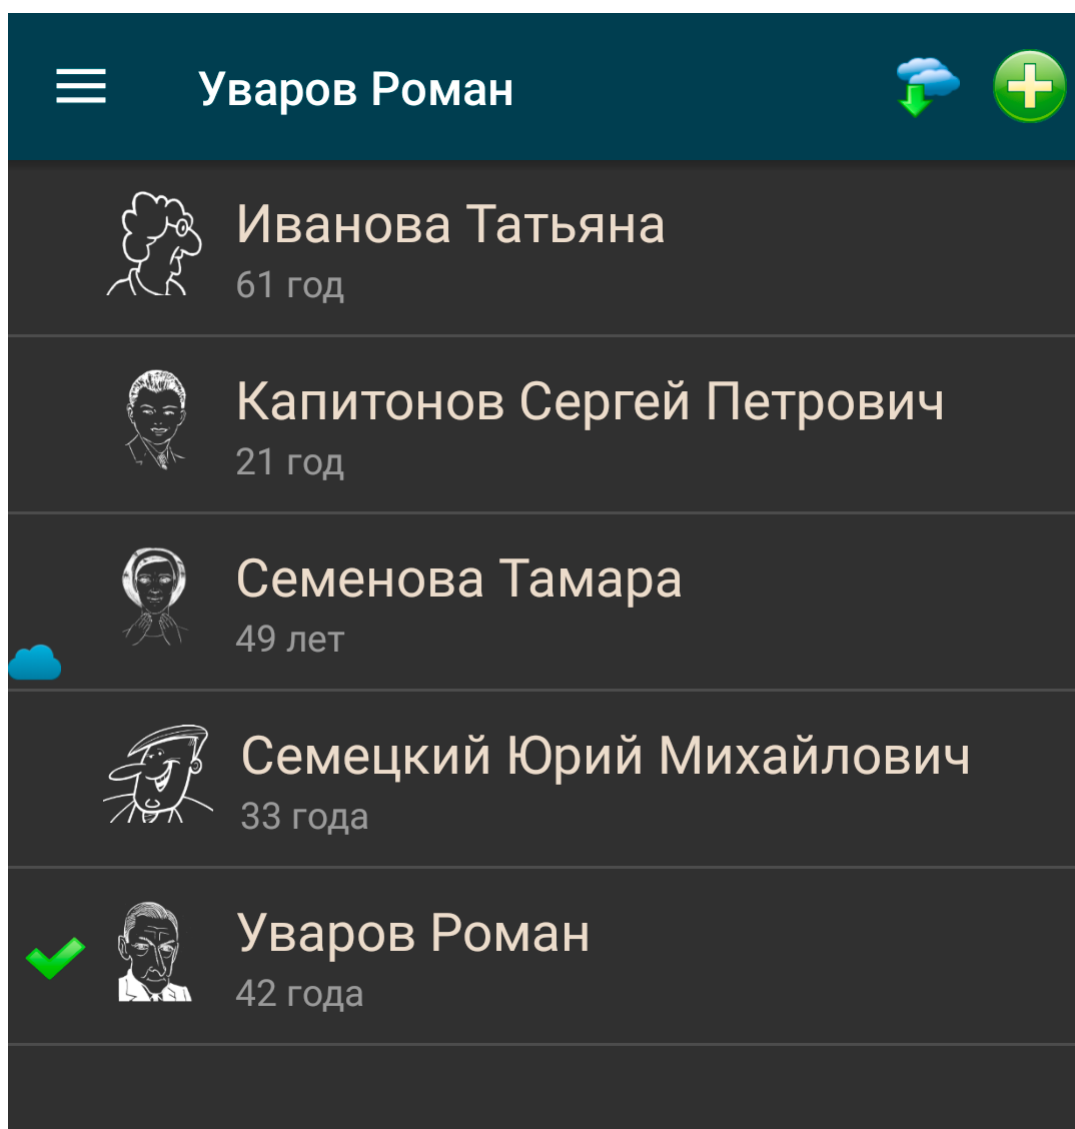 Уваров Роман
Иванова Татьяна
61 год
Капитонов Сергей Петрович
21 год
Семенова Тамара
49 лет
Семецкий Юрий Михайлович
33 года
Уваров Роман
42 года